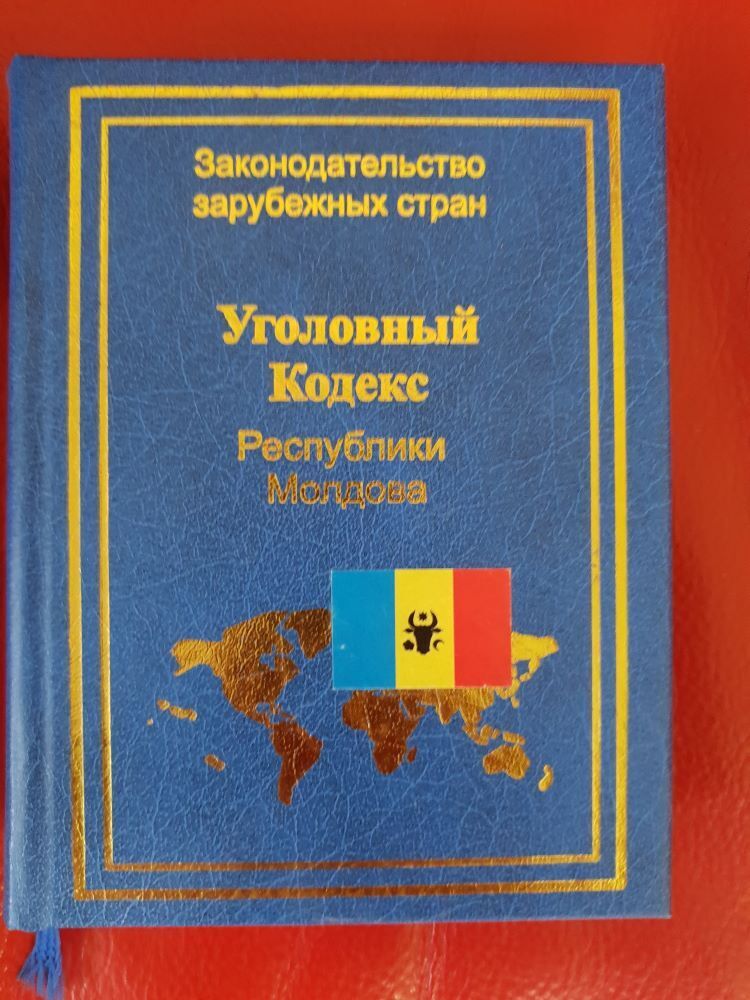 Законодательство
зарубежных стран
Уголовный
Кодекс
Республики
Молдова